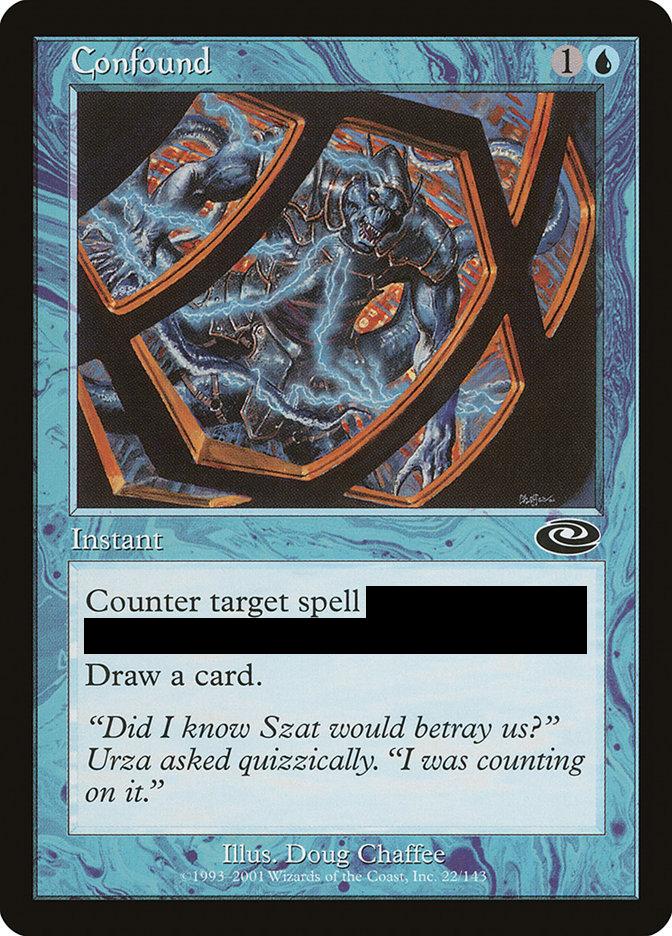 Confound
1
Instant
Counter target spell
Draw a card.
“Did I know Szat would betray us?”
Urza asked quizzically. “I was counting
on it.”
Illus. Doug Chaffee
©1993–2001 Wizards of the Coast, Inc. 22/143